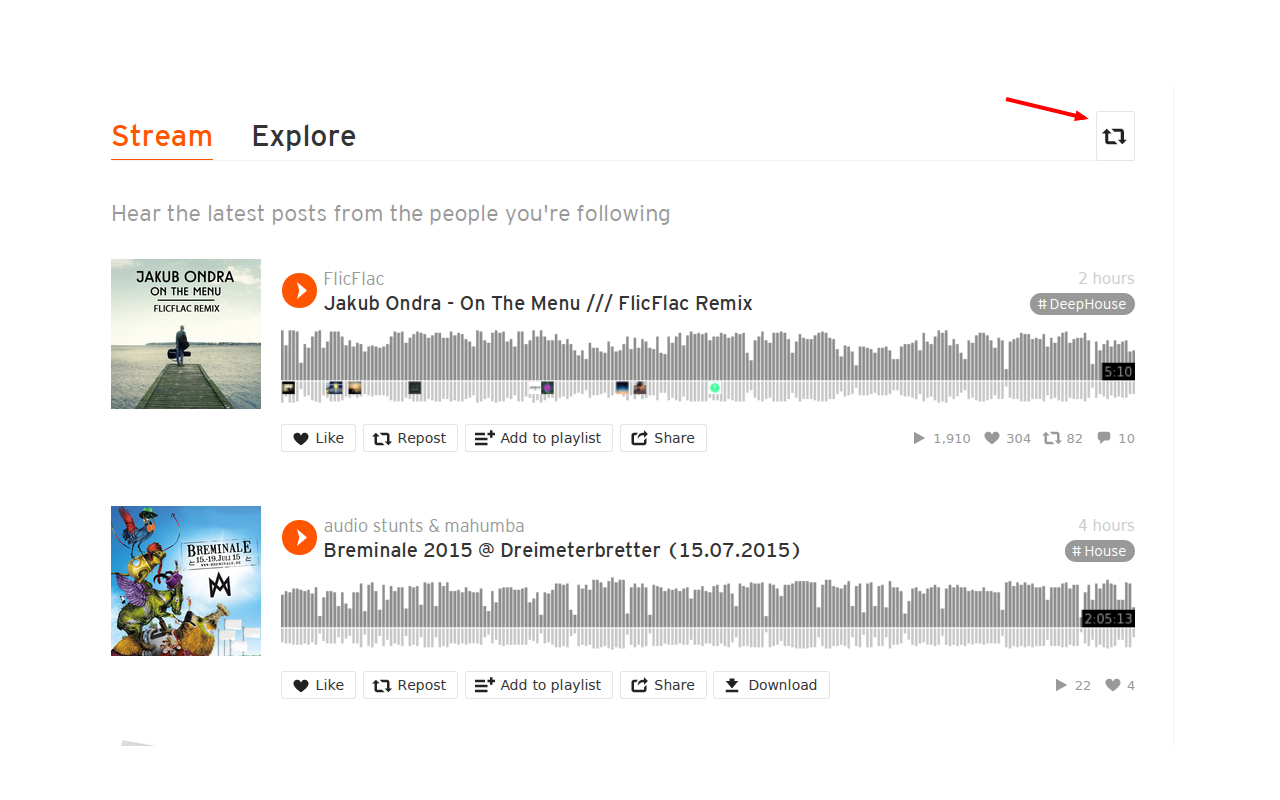 Stream Explore
Hear the latest posts from the people you're following
JAKUB ONDRA
ON THE MENU
FLICFLAC REMIX
FlicFlac
2 hours
Jakub Ondra - On The Menu /// FlicFlac Remix
# DeepHouse
5:10
Like Repost Add to playlist Share
1,910 304 82 10
BREMINALE
15.-19. JULI 15
WWW.BREMINALE.DE
audio stunts & mahumba
4 hours
Breminale 2015 @ Dreimeterbretter (15.07.2015)
# House
2:05:13
Like Repost Add to playlist Share Download
22 4